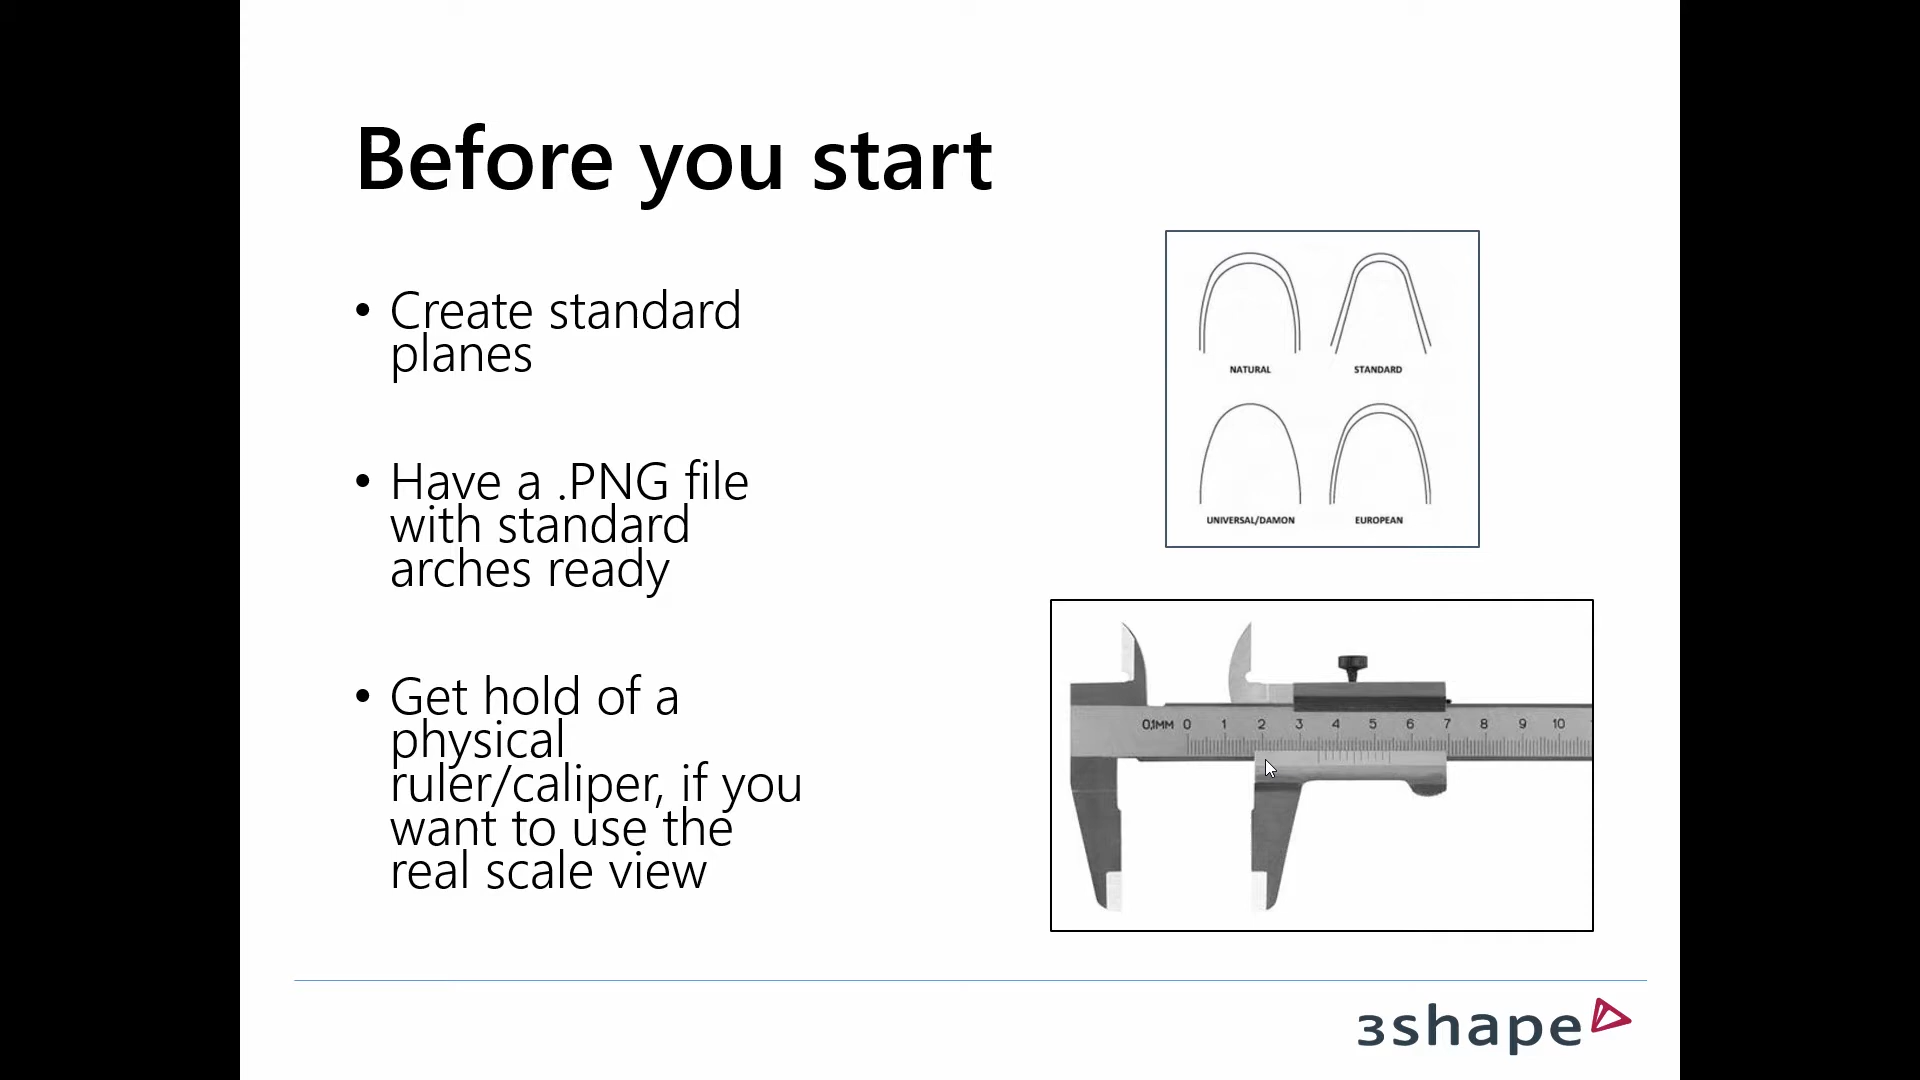 Before you start
• Create standard
planes
• Have a .PNG file
with standard
arches ready
• Get hold of a
physical
ruler/caliper, if you
want to use the
real scale view
NATURAL STANDARD
UNIVERSAL/DAMON EUROPEAN
0,1MM 0 1 2 3 4 5 6 7 8 9 10
3shape